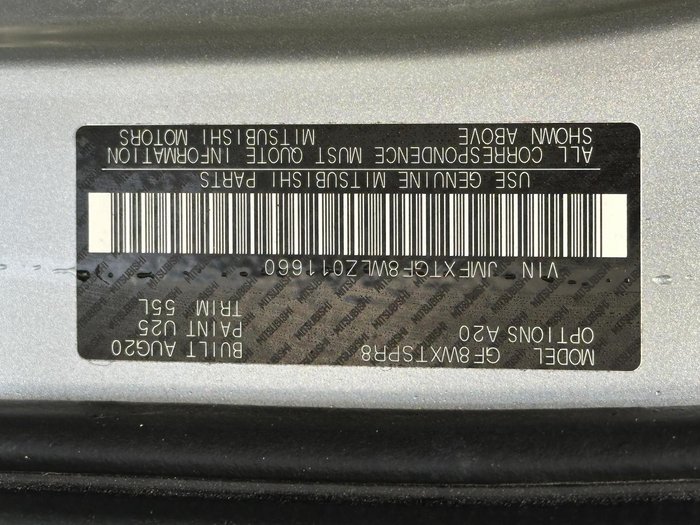 MODEL GF8WXTSPR8 BUILT AUG20
OPTIONS A20 PAINT U25
TRIM 55L
VIN JMFXTGF8WLZ011660
USE GENUINE MITSUBISHI PARTS
ALL CORRESPONDENCE MUST QUOTE INFORMATION
SHOWN ABOVE MITSUBISHI MOTORS